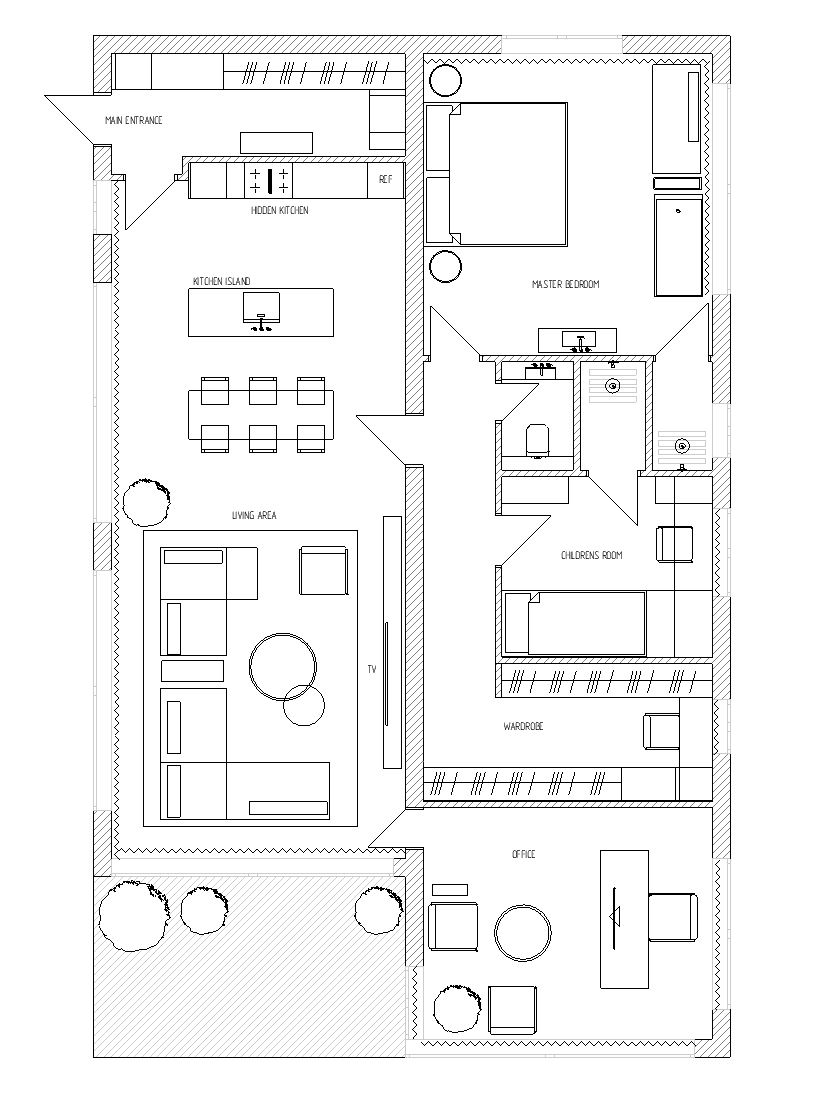 MAIN ENTRANCE
REF
HIDDEN KITCHEN
KITCHEN ISLAND
MASTER BEDROOM
LIVING AREA
CHILDRENS ROOM
TV
WARDROBE
OFFICE